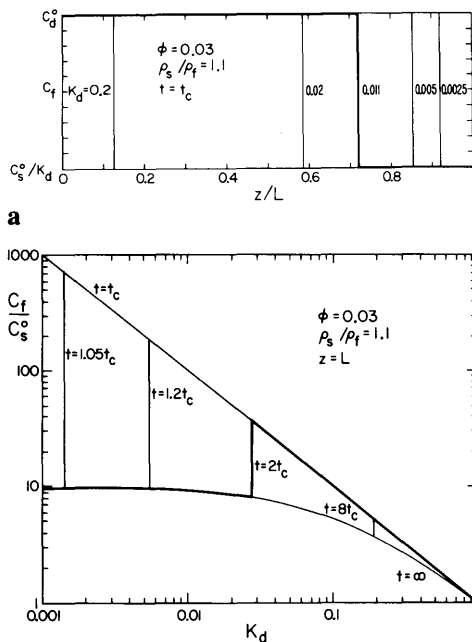 C_d°
ϕ=0.03
ρ_s/ρ_f=1.1
t=t_c
C_f
K_d=0.2
0.02
0.011
0.005
0.0025
C_s°/K_d
0
0.2
0.4
0.6
0.8
z/L
a
1000
C_f
C_s°
t=t_c
ϕ=0.03
ρ_s/ρ_f=1.1
z=L
t=1.05t_c
100
t=1.2t_c
t=2t_c
10
t=8t_c
t=∞
1
0.001
0.01
0.1
K_d